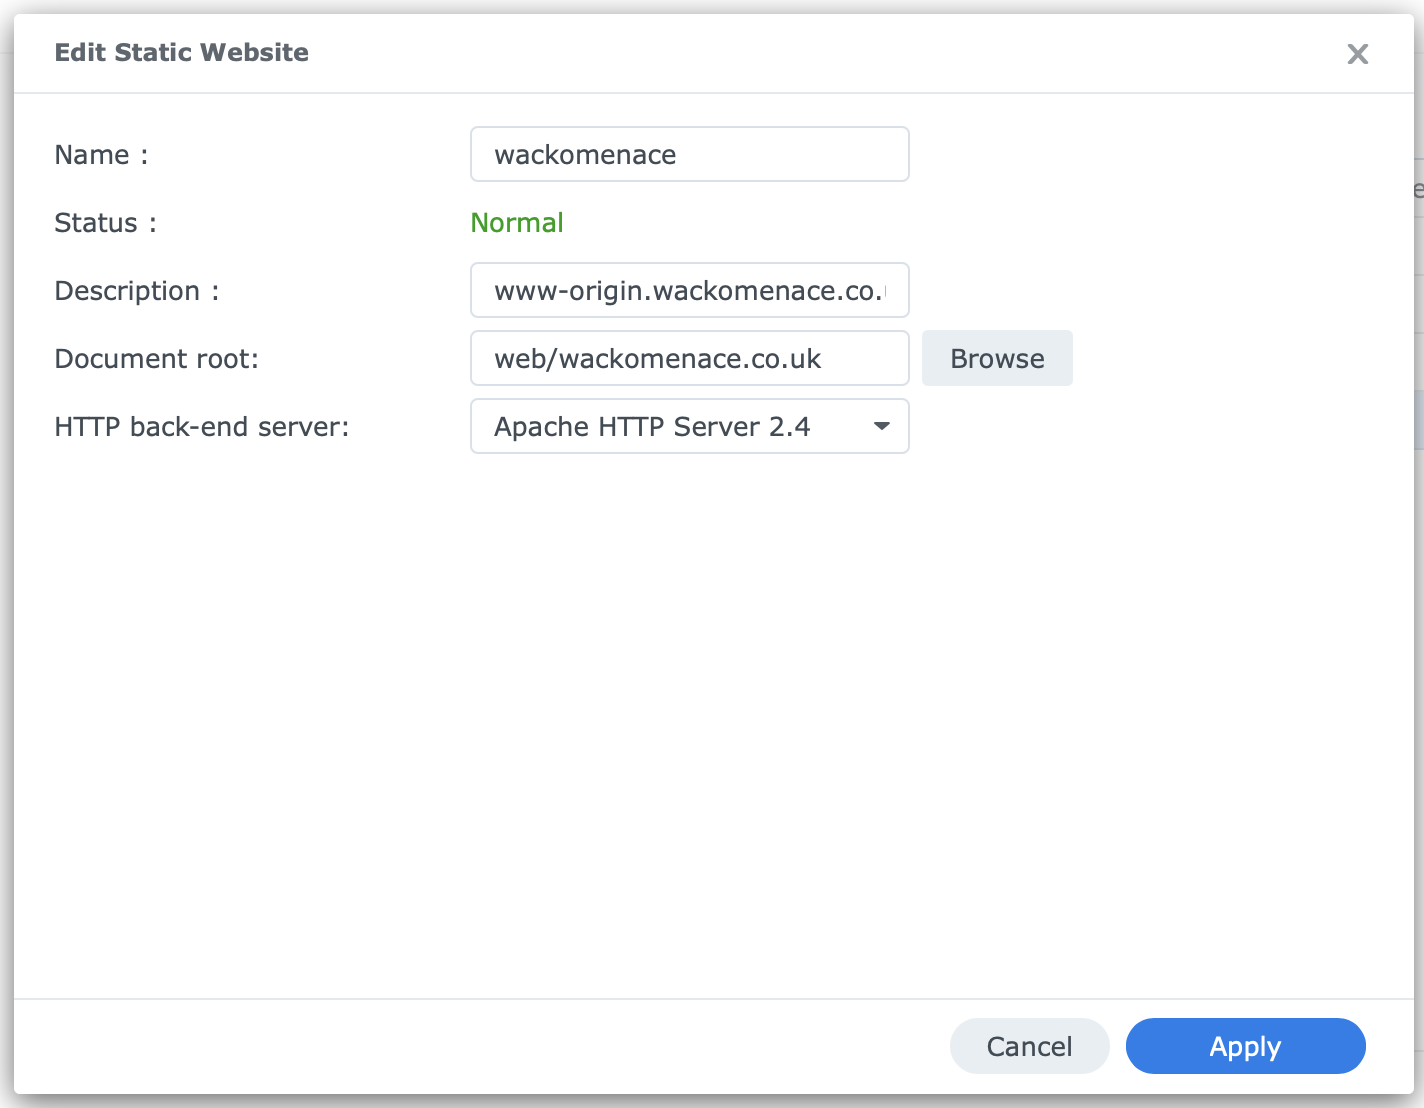 Edit Static Website
Name :
wackomenace
Status :
Normal
Description :
www-origin.wackomenace.co.
Document root:
web/wackomenace.co.uk
Browse
HTTP back-end server:
Apache HTTP Server 2.4
Cancel
Apply